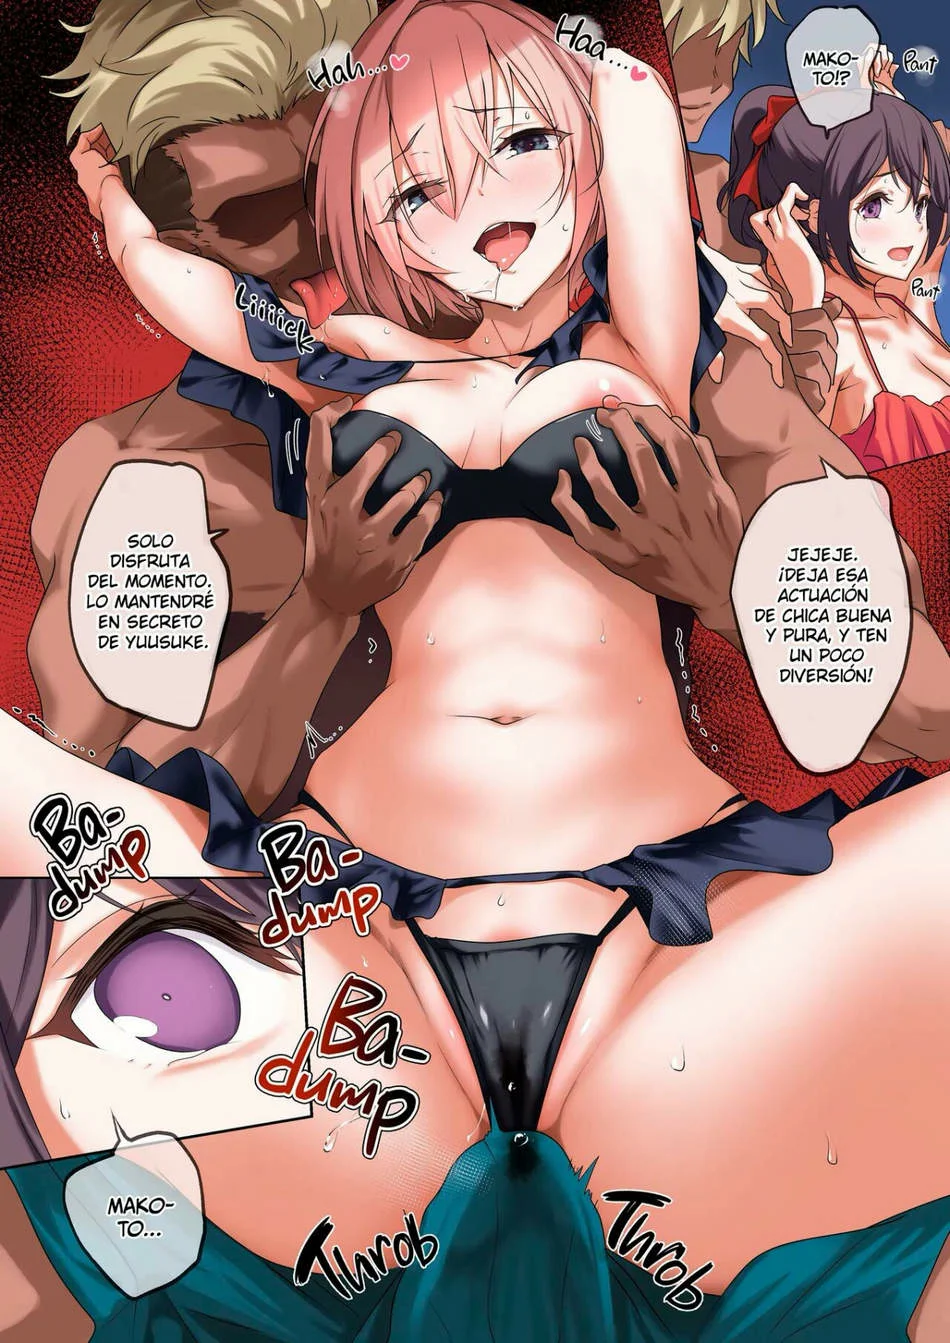 Hah...
Haa...
MAKO-
TO!?
Pant
Pant
Liiiick
SOLO
DISFRUTA
DEL MOMENTO.
LO MANTENDRÉ
EN SECRETO
DE YUUSUKE.
JEJEJE.
¡DEJA ESA
ACTUACIÓN
DE CHICA BUENA
Y PURA, Y TEN
UN POCO
DIVERSIÓN!
Ba-
dump
Ba-
dump
Ba-
dump
MAKO-
TO...
Throb
Throb